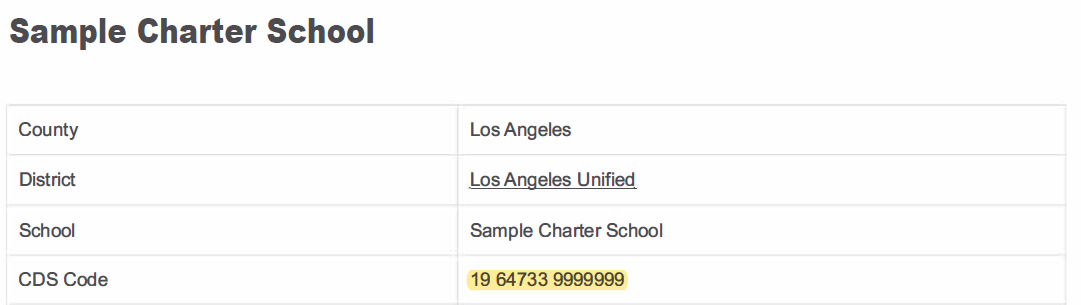 Sample Charter School
County Los Angeles
District Los Angeles Unified
School Sample Charter School
CDS Code 19 64733 9999999